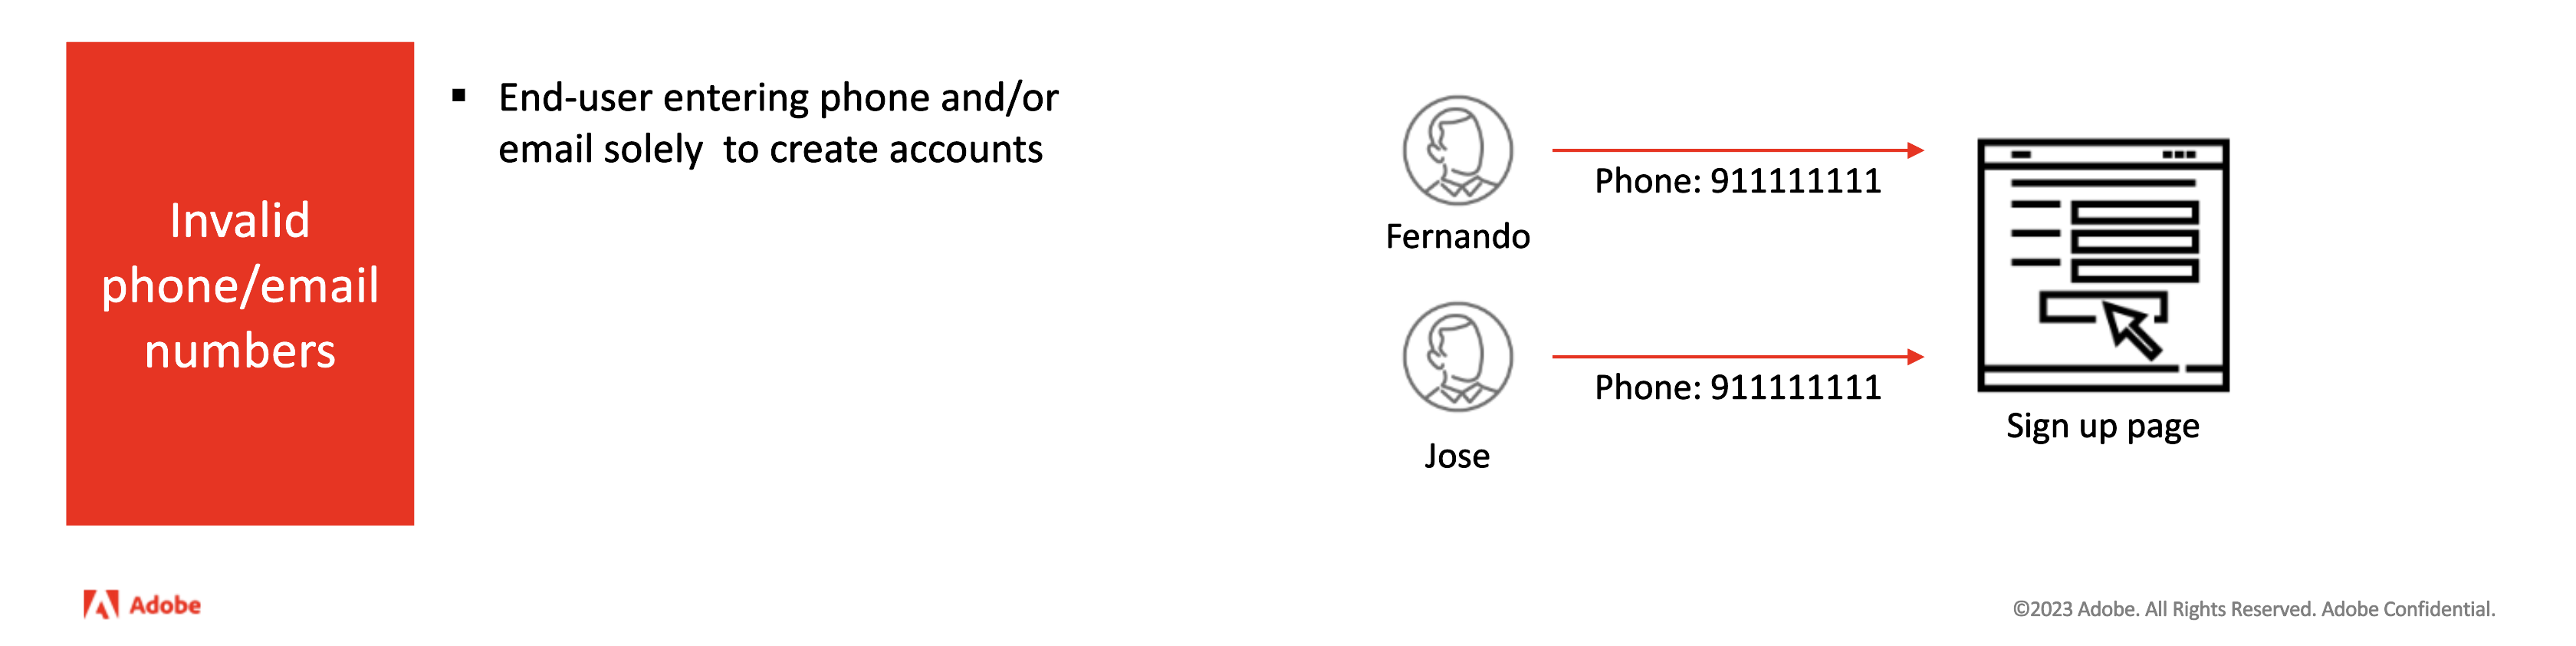 Invalid
phone/email
numbers
▪ End-user entering phone and/or
email solely  to create accounts
Phone: 911111111
Fernando
Phone: 911111111
Jose
Sign up page
Adobe
©2023 Adobe. All Rights Reserved. Adobe Confidential.